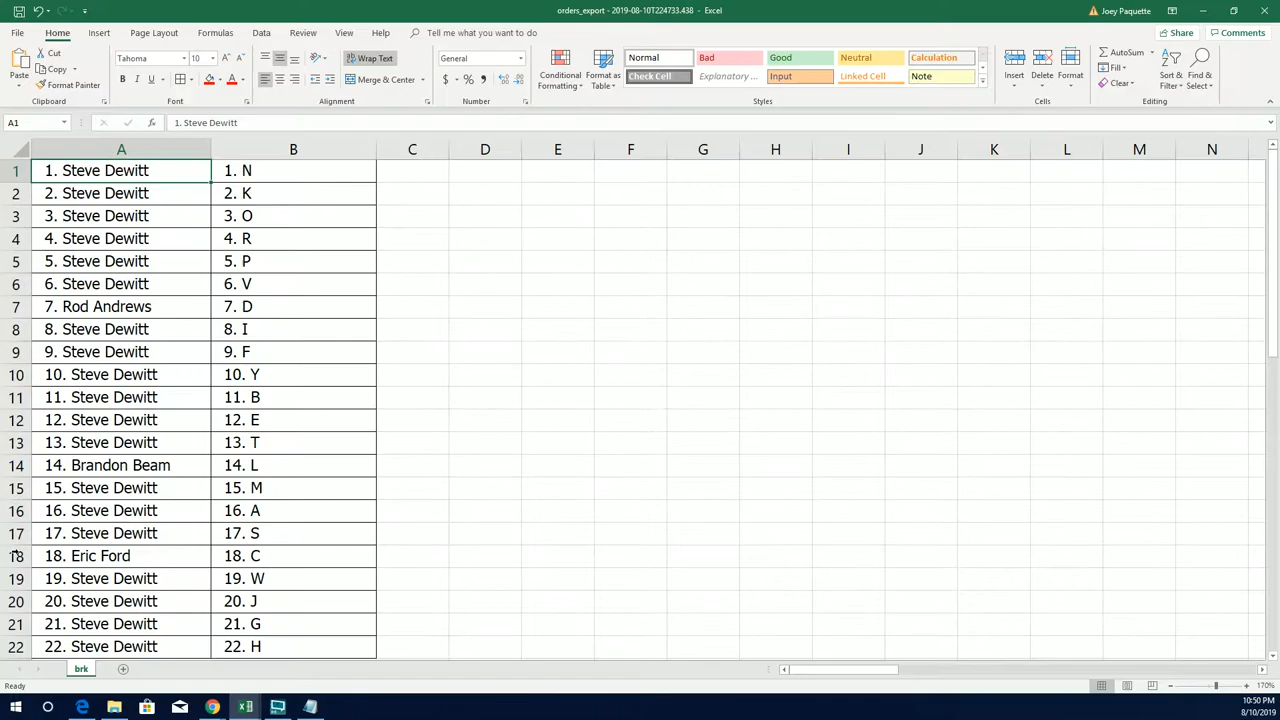 orders_export - 2019-08-10T224733.438 - Excel
Joey Paquette
File Home Insert Page Layout Formulas Data Review View Help Tell me what you want to do
Share Comments
Paste
Cut
Copy
Format Painter
Clipboard
Tahoma 10
B I U
Font
Wrap Text
Merge & Center
Alignment
General
$ % ,
Number
Conditional Formatting
Format as Table
Normal Bad Good Neutral Calculation
Check Cell Explanatory ... Input Linked Cell Note
Styles
Insert Delete Format
Cells
AutoSum
Fill
Clear
Sort & Filter
Find & Select
Editing
A1 fx 1. Steve Dewitt
A B C D E F G H I J K L M N
1 1. Steve Dewitt 1. N
2 2. Steve Dewitt 2. K
3 3. Steve Dewitt 3. O
4 4. Steve Dewitt 4. R
5 5. Steve Dewitt 5. P
6 6. Steve Dewitt 6. V
7 7. Rod Andrews 7. D
8 8. Steve Dewitt 8. I
9 9. Steve Dewitt 9. F
10 10. Steve Dewitt 10. Y
11 11. Steve Dewitt 11. B
12 12. Steve Dewitt 12. E
13 13. Steve Dewitt 13. T
14 14. Brandon Beam 14. L
15 15. Steve Dewitt 15. M
16 16. Steve Dewitt 16. A
17 17. Steve Dewitt 17. S
18 18. Eric Ford 18. C
19 19. Steve Dewitt 19. W
20 20. Steve Dewitt 20. J
21 21. Steve Dewitt 21. G
22 22. Steve Dewitt 22. H
brk
Ready
170%
10:50 PM
8/10/2019